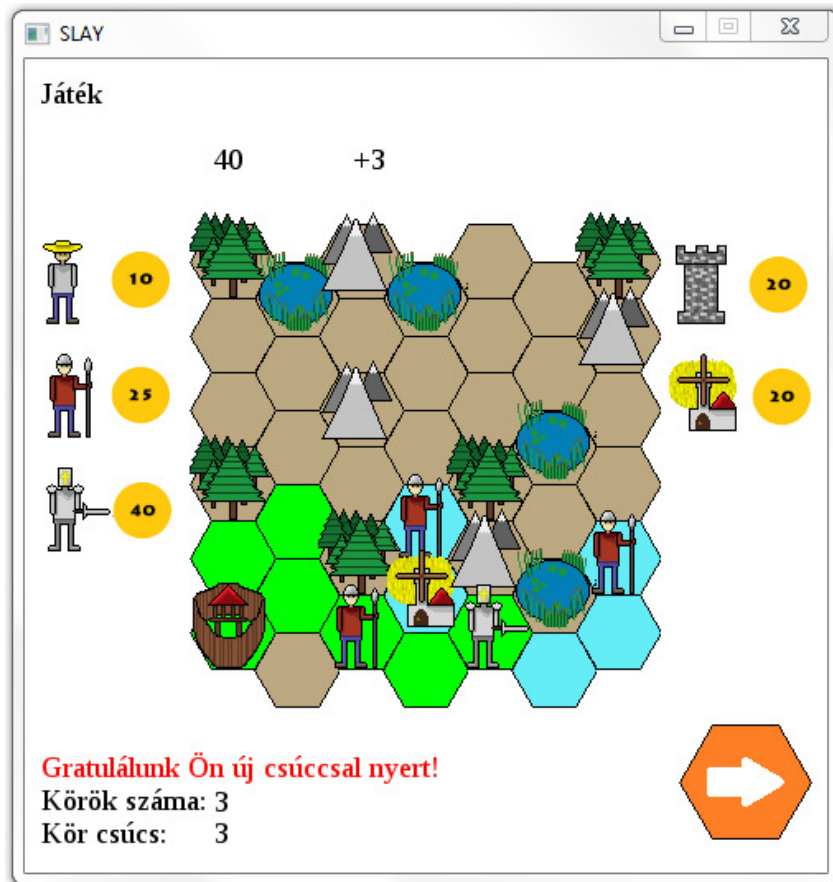 SLAY
Játék
40 +3
10
20
25
20
40
Gratulálunk Ön új csúccsal nyert!
Körök száma: 3
Kör csúcs: 3